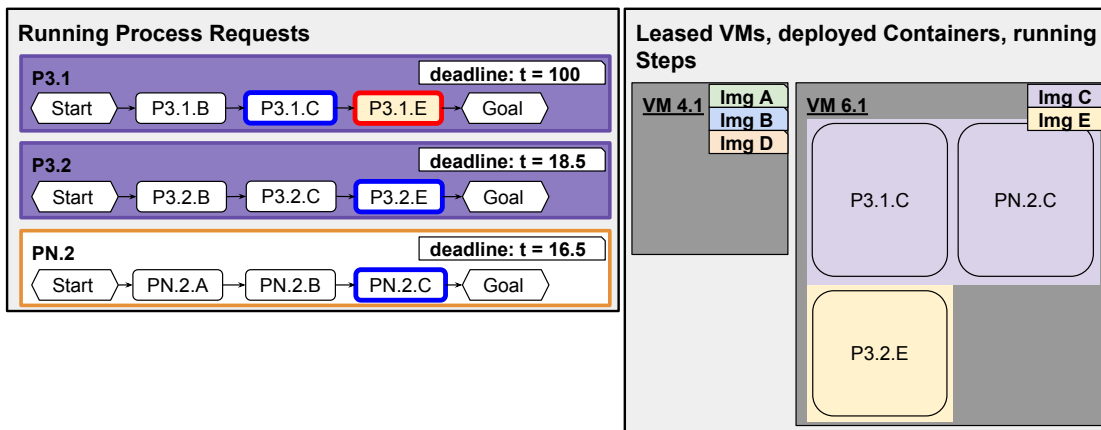 Running Process Requests
P3.1
deadline: t = 100
Start
P3.1.B
P3.1.C
P3.1.E
Goal
P3.2
deadline: t = 18.5
Start
P3.2.B
P3.2.C
P3.2.E
Goal
PN.2
deadline: t = 16.5
Start
PN.2.A
PN.2.B
PN.2.C
Goal
Leased VMs, deployed Containers, running
Steps
VM 4.1
Img A
Img B
Img D
VM 6.1
Img C
Img E
P3.1.C
PN.2.C
P3.2.E